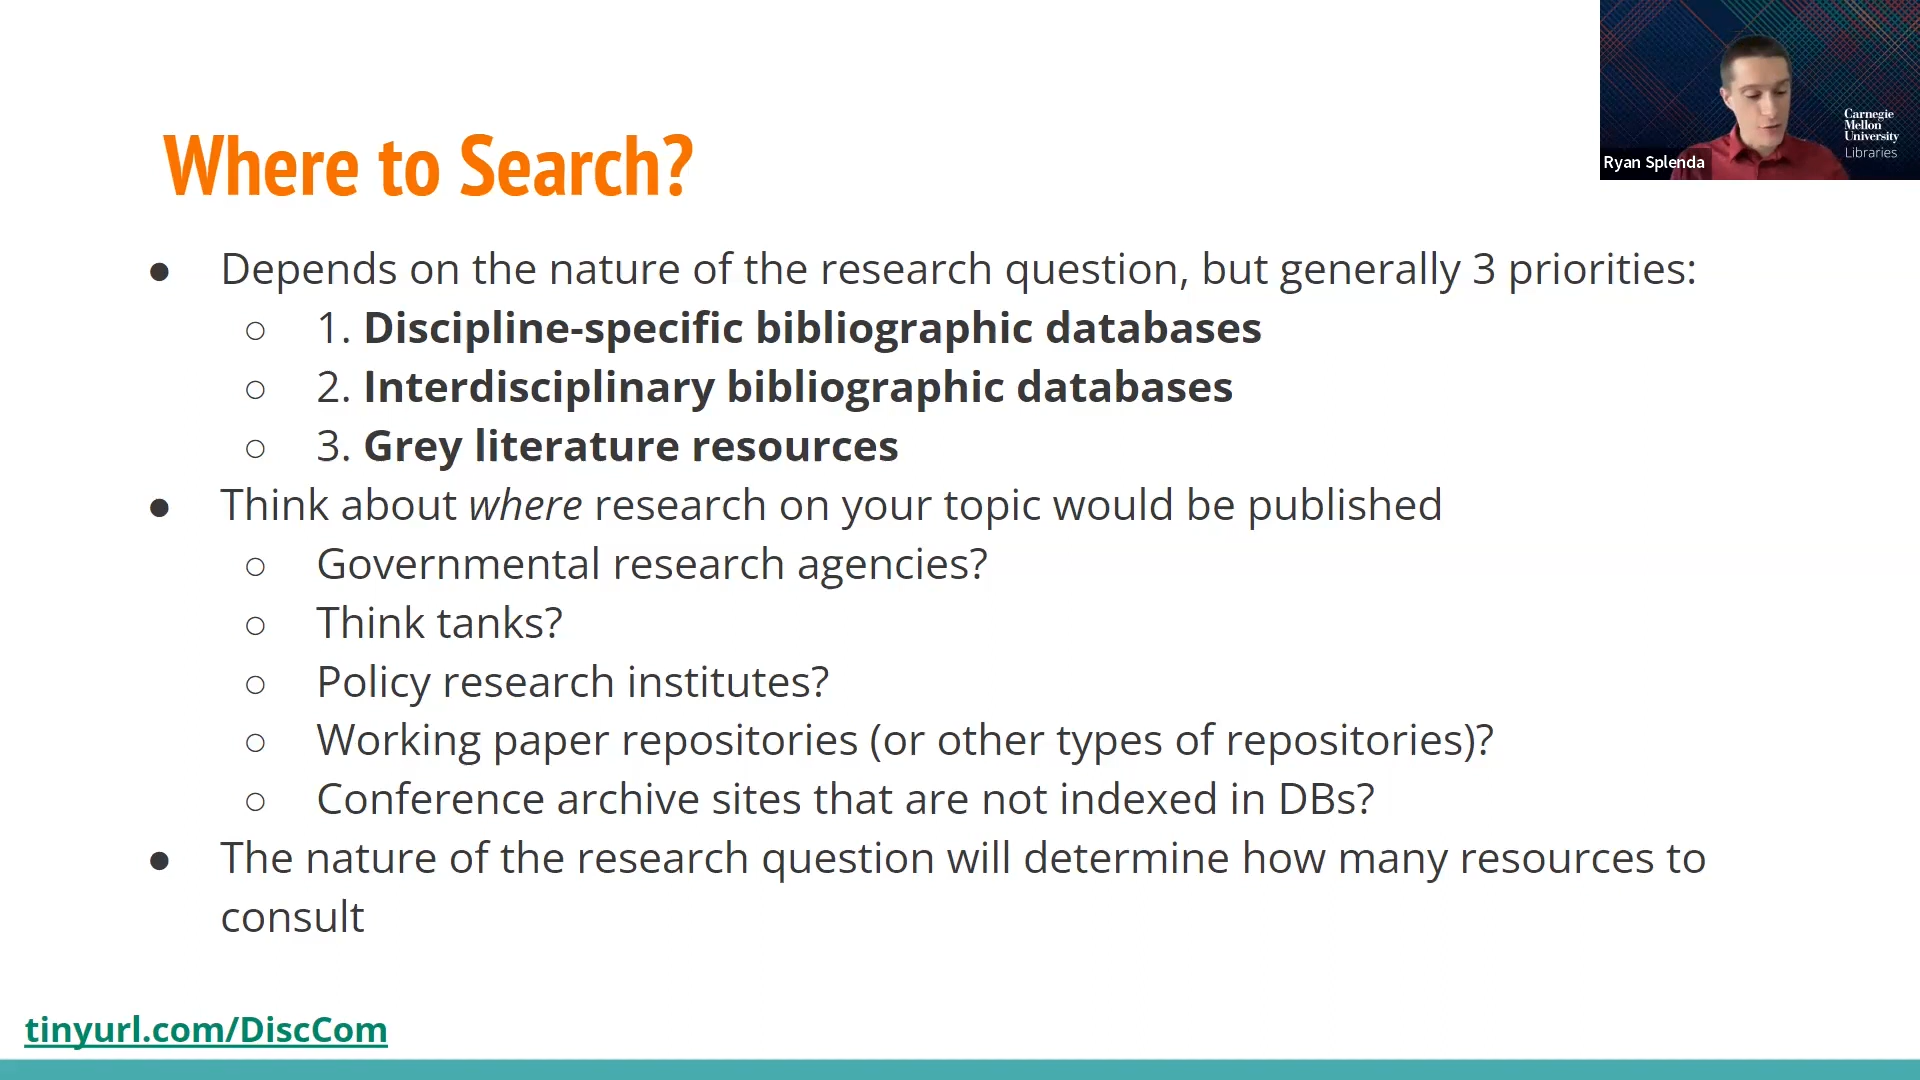 Where to Search?
● Depends on the nature of the research question, but generally 3 priorities:
○ 1. Discipline-specific bibliographic databases
○ 2. Interdisciplinary bibliographic databases
○ 3. Grey literature resources
● Think about where research on your topic would be published
○ Governmental research agencies?
○ Think tanks?
○ Policy research institutes?
○ Working paper repositories (or other types of repositories)?
○ Conference archive sites that are not indexed in DBs?
● The nature of the research question will determine how many resources to
consult
tinyurl.com/DiscCom
Carnegie
Mellon
University
Libraries
Ryan Splenda